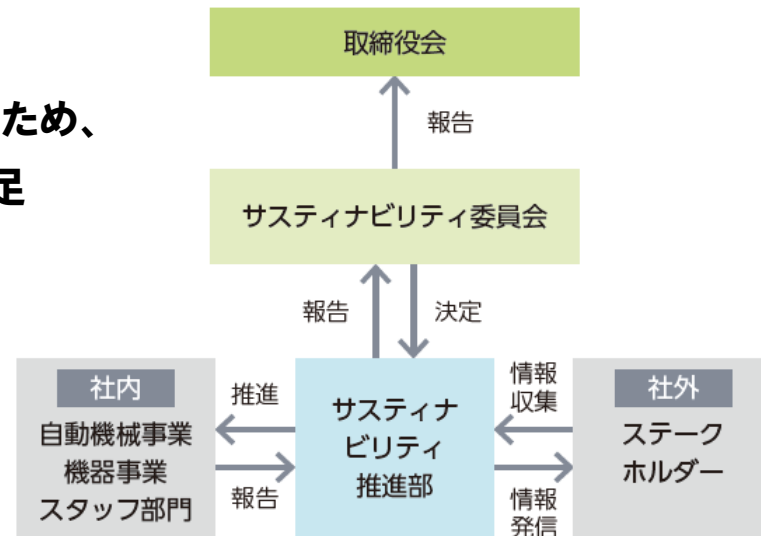 取締役会
ため、
報告
足
サスティナビリティ委員会
報告
決定
社内
自動機械事業
機器事業
スタッフ部門
推進
報告
サスティナ
ビリティ
推進部
情報
収集
情報
発信
社外
ステーク
ホルダー